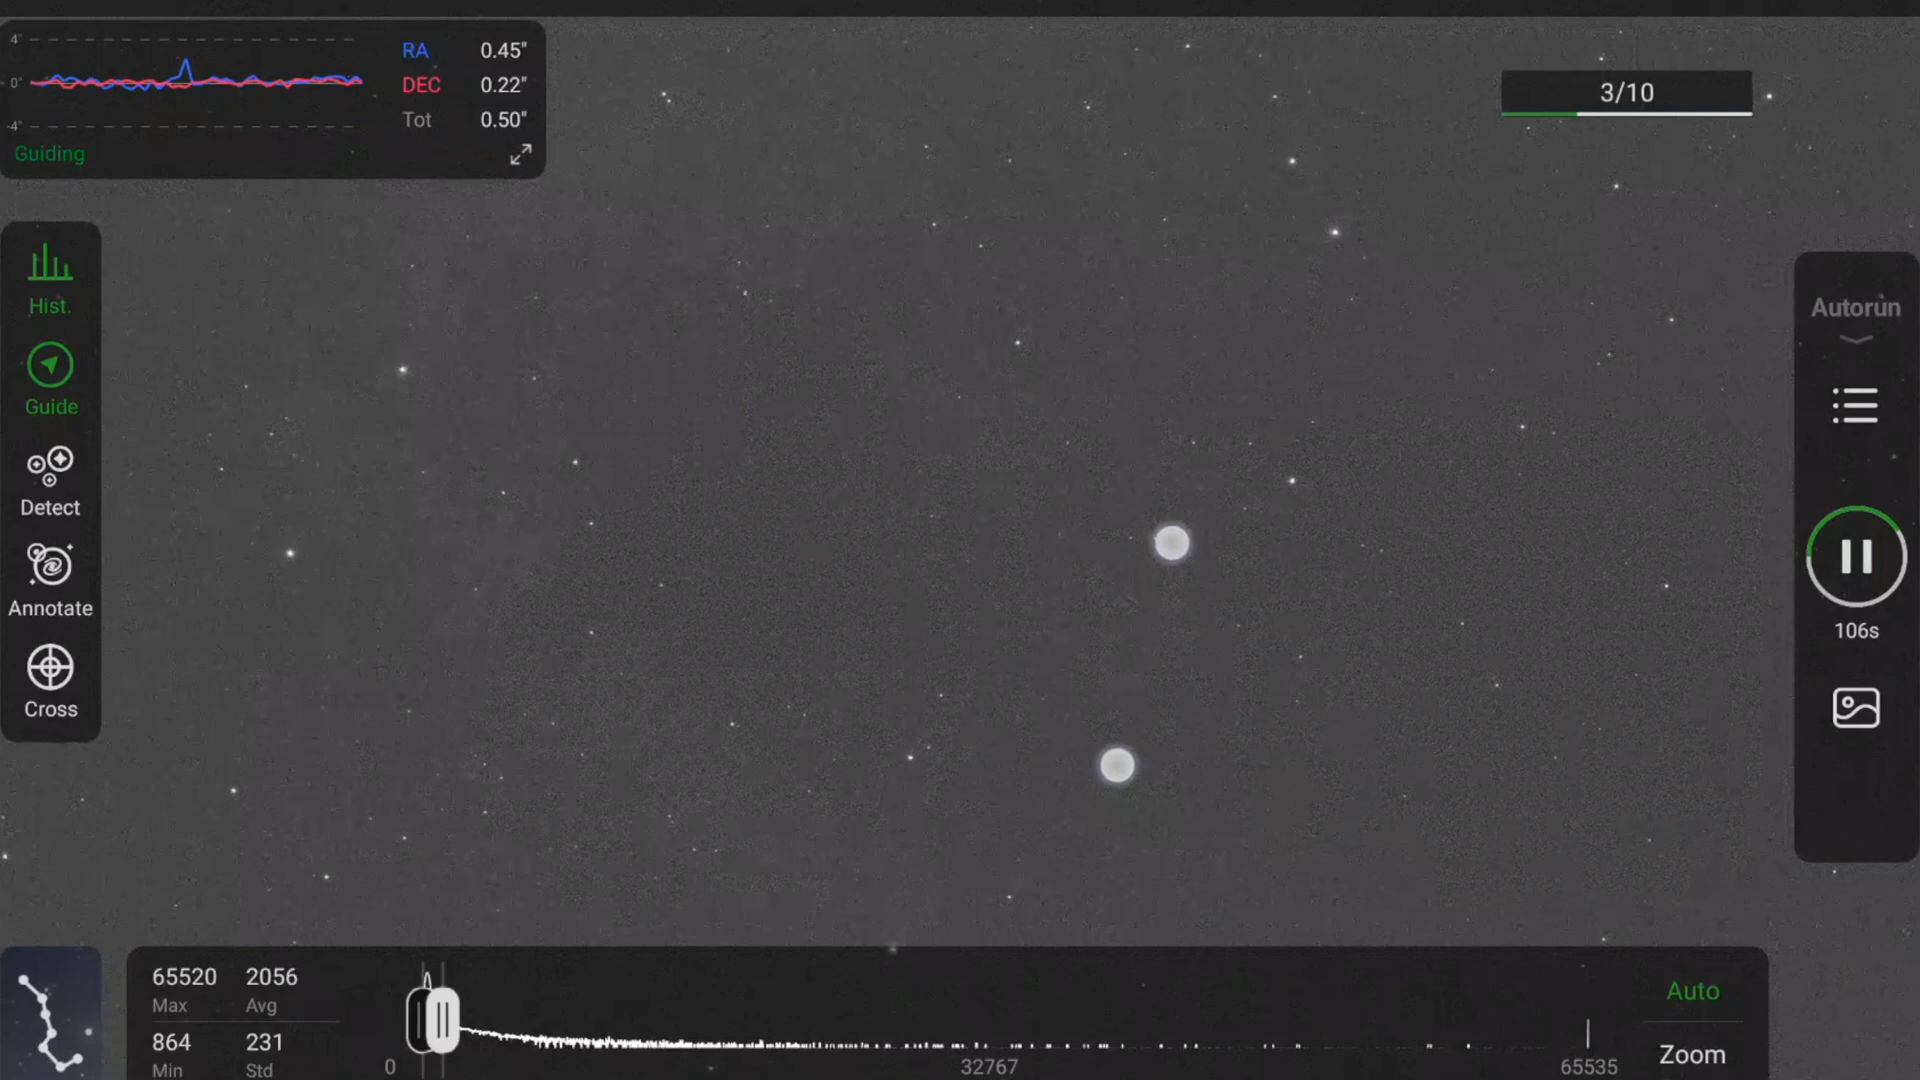 4"
0"
-4"
RA 0.45"
DEC 0.22"
Tot 0.50"
Guiding
3/10
Hist.
Guide
Detect
Annotate
Cross
Autorun
106s
65520 2056
Max Avg
864 231
Min Std
0 32767 65535
Auto
Zoom